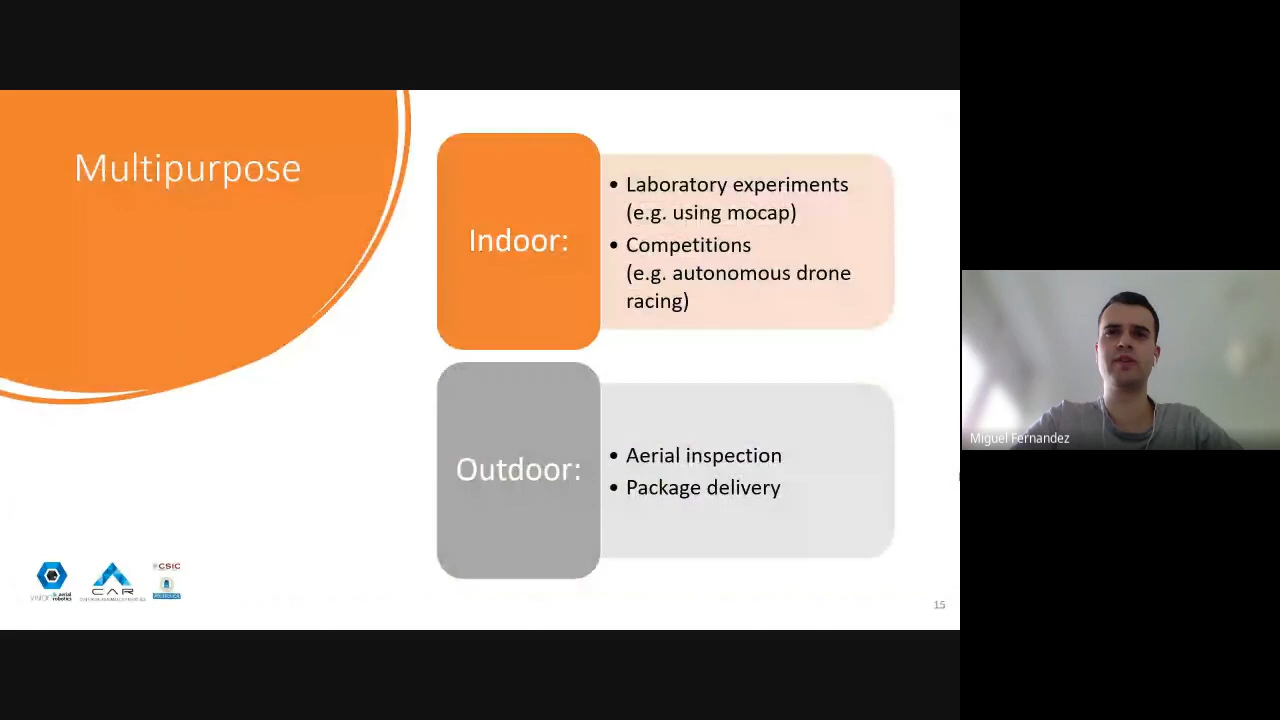 Multipurpose
Indoor:
• Laboratory experiments
(e.g. using mocap)
• Competitions
(e.g. autonomous drone
racing)
Outdoor:
• Aerial inspection
• Package delivery
Miguel Fernandez
CAR
CSIC
15